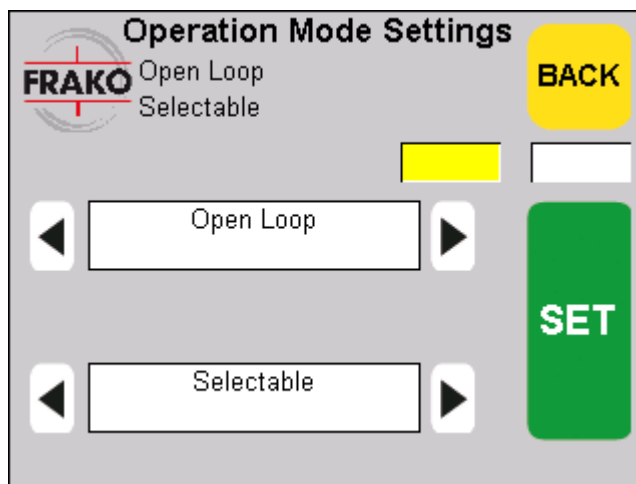 Operation Mode Settings
FRAKO
Open Loop
Selectable
BACK
Open Loop
SET
Selectable